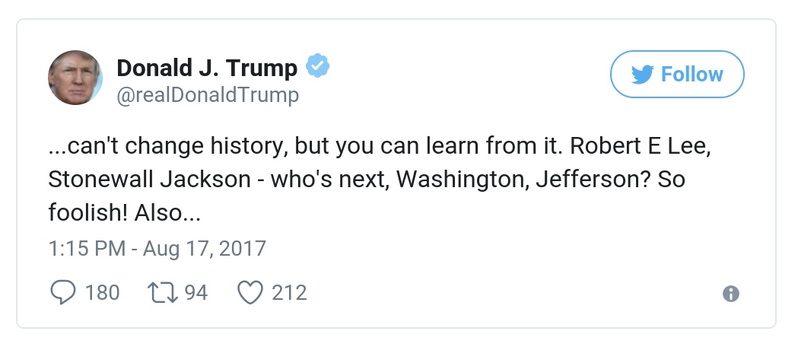 Donald J. Trump
Follow
@realDonaldTrump
...can't change history, but you can learn from it. Robert E Lee,
Stonewall Jackson - who's next, Washington, Jefferson? So
foolish! Also...
1:15 PM - Aug 17, 2017
180 94 212